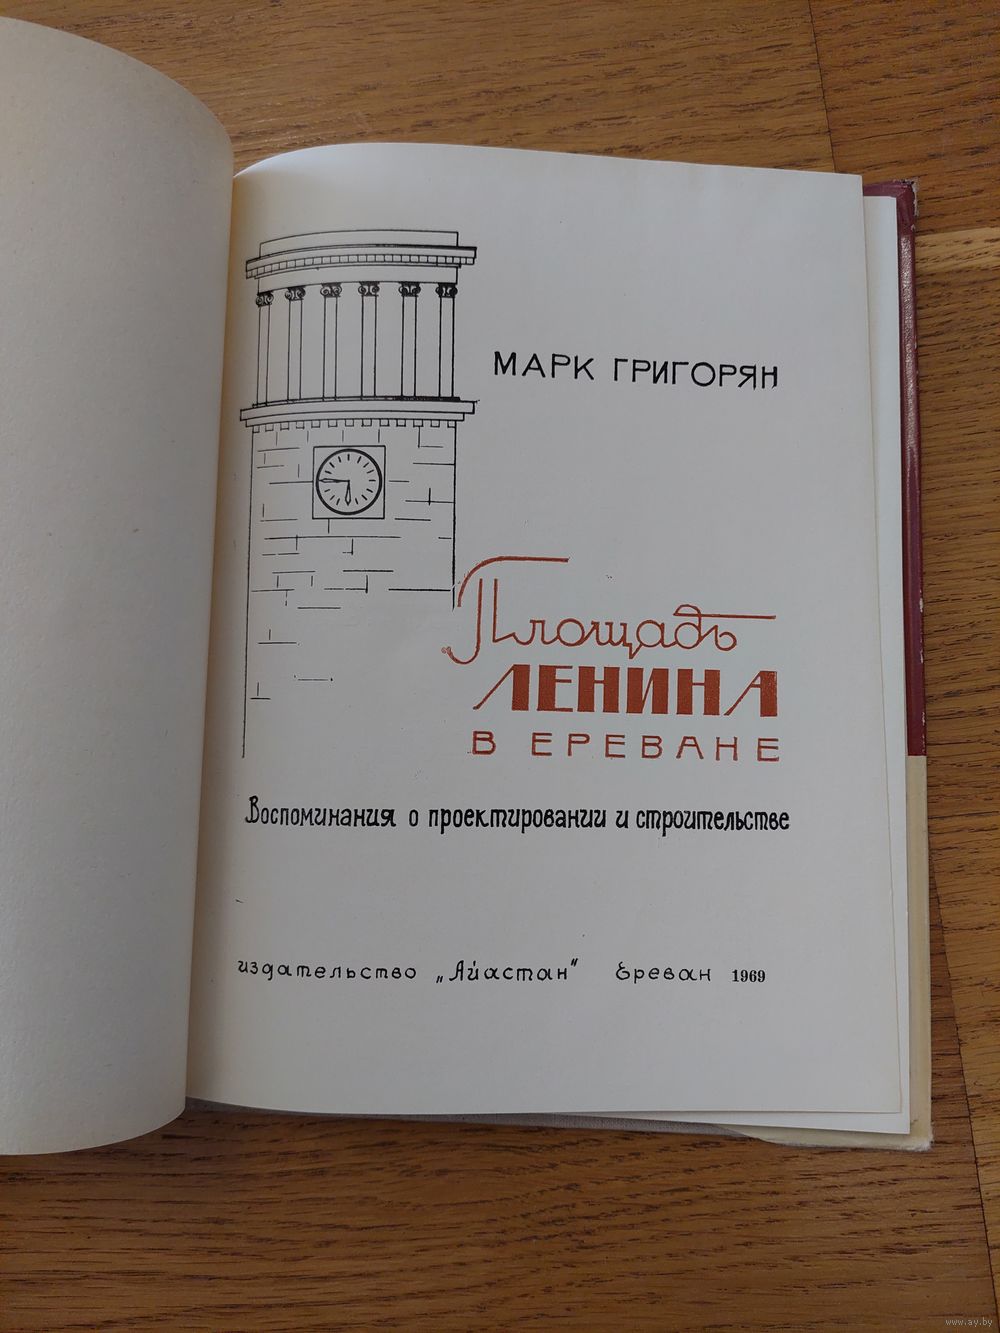 МАРК ГРИГОРЯН
Площадь
ЛЕНИНА
В ЕРЕВАНЕ
Воспоминания о проектировании и строительстве
издательство „Айастан" Ереван 1969
www.ay.by